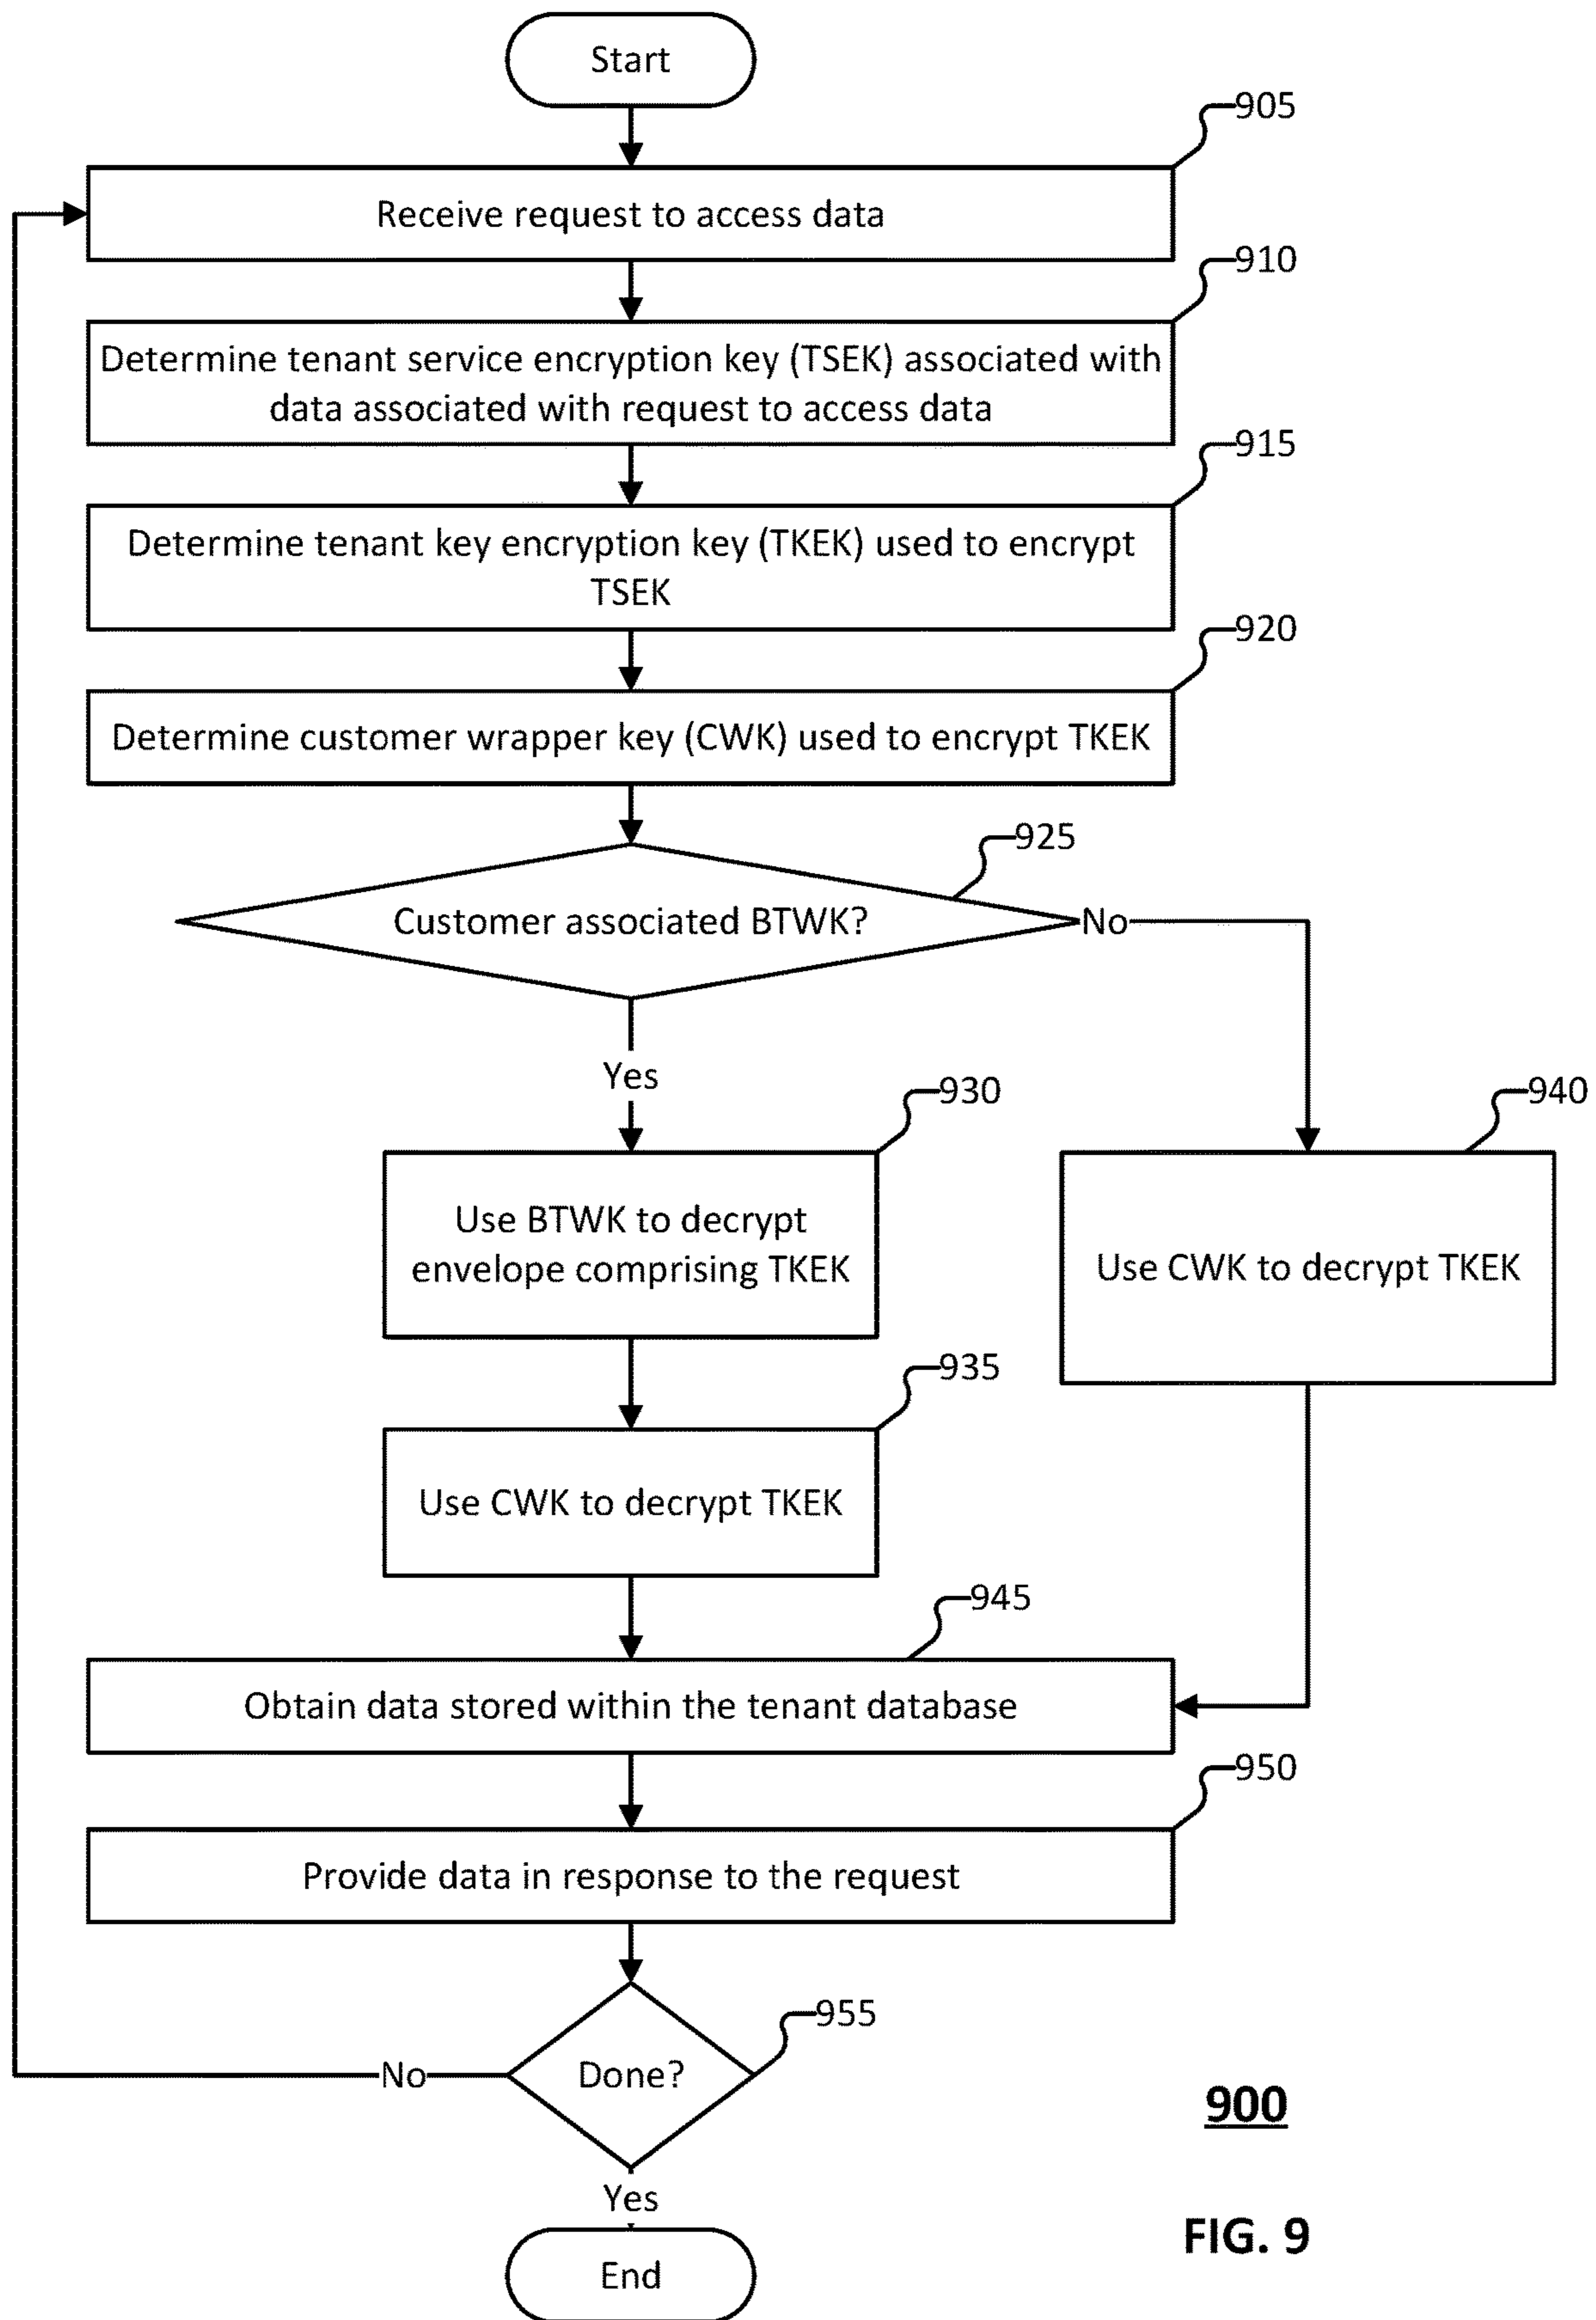 Start
905
Receive request to access data
910
Determine tenant service encryption key (TSEK) associated with
data associated with request to access data
915
Determine tenant key encryption key (TKEK) used to encrypt
TSEK
920
Determine customer wrapper key (CWK) used to encrypt TKEK
925
Customer associated BTWK?
No
Yes
930
940
Use BTWK to decrypt
envelope comprising TKEK
Use CWK to decrypt TKEK
935
Use CWK to decrypt TKEK
945
Obtain data stored within the tenant database
950
Provide data in response to the request
955
Done?
No
Yes
End
900
FIG. 9